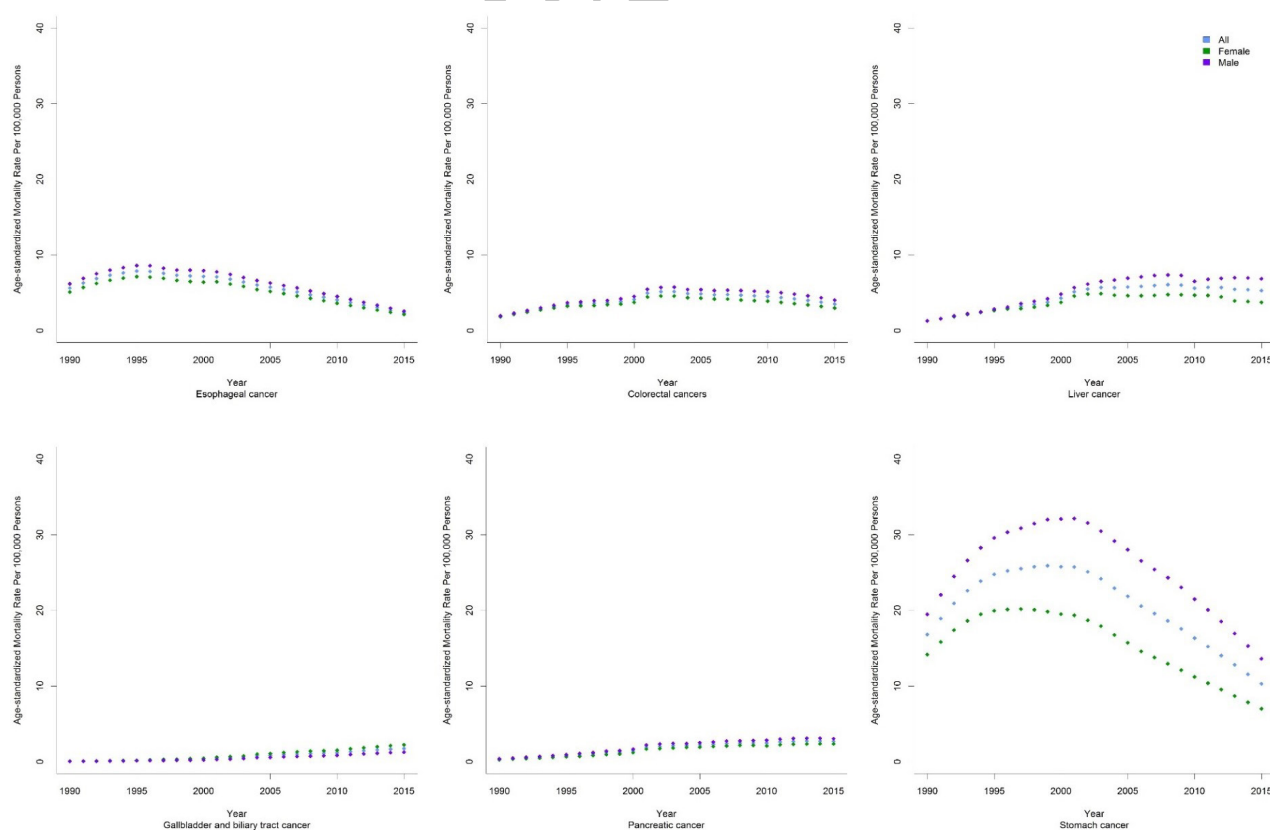 Age-standardized Mortality Rate Per 100,000 Persons
40
30
20
10
0
1990 1995 2000 2005 2010 2015
Year
Esophageal cancer
Age-standardized Mortality Rate Per 100,000 Persons
40
30
20
10
0
1990 1995 2000 2005 2010 2015
Year
Colorectal cancers
Age-standardized Mortality Rate Per 100,000 Persons
40
30
20
10
0
All
Female
Male
1990 1995 2000 2005 2010 2015
Year
Liver cancer
Age-standardized Mortality Rate Per 100,000 Persons
40
30
20
10
0
1990 1995 2000 2005 2010 2015
Year
Gallbladder and biliary tract cancer
Age-standardized Mortality Rate Per 100,000 Persons
40
30
20
10
0
1990 1995 2000 2005 2010 2015
Year
Pancreatic cancer
Age-standardized Mortality Rate Per 100,000 Persons
40
30
20
10
0
1990 1995 2000 2005 2010 2015
Year
Stomach cancer